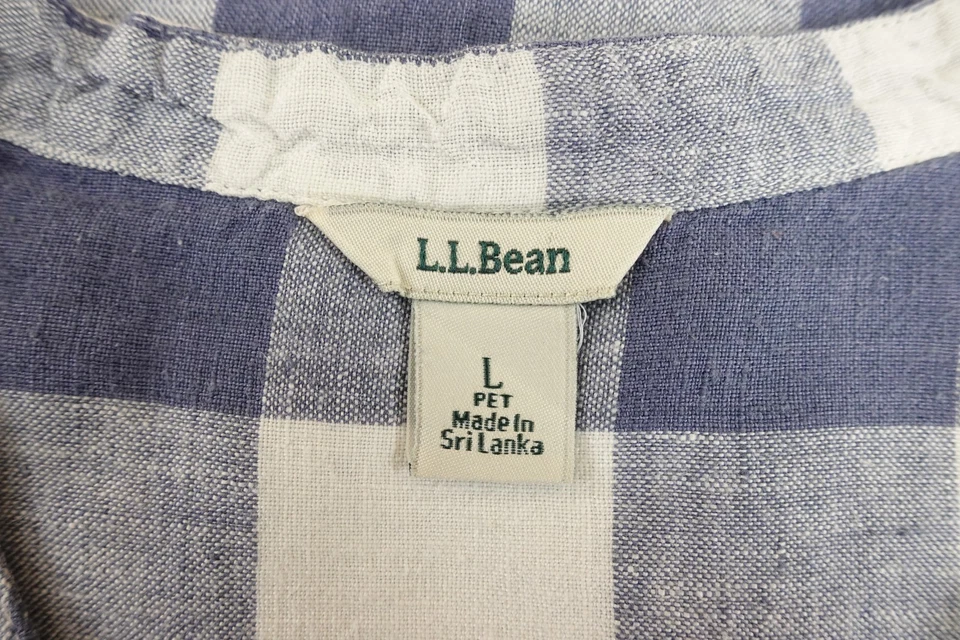 L.L.Bean
L
PET
Made In
Sri Lanka